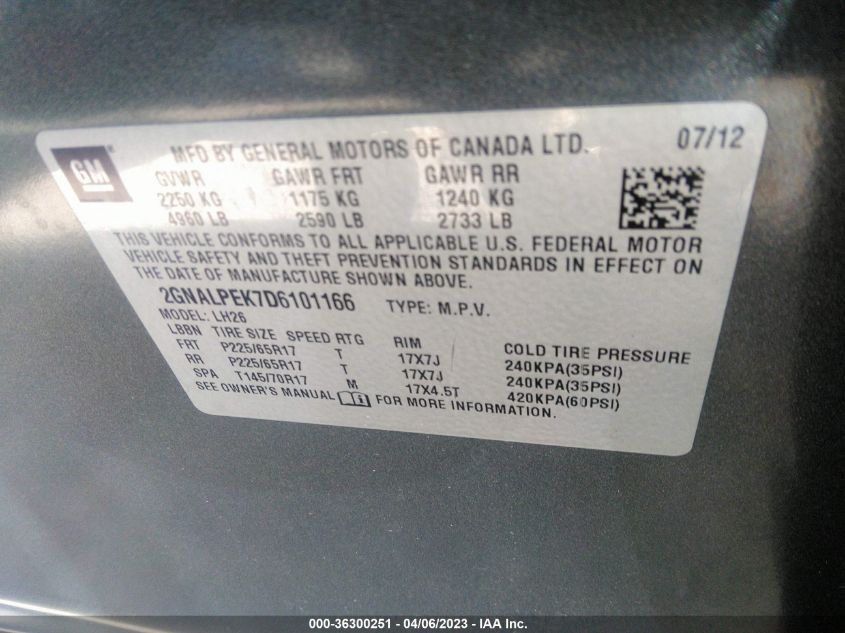 GM
MFD BY GENERAL MOTORS OF CANADA LTD. 07/12
GVWR GAWR FRT GAWR RR
2250 KG 1175 KG 1240 KG
4960 LB 2590 LB 2733 LB
THIS VEHICLE CONFORMS TO ALL APPLICABLE U.S. FEDERAL MOTOR
VEHICLE SAFETY AND THEFT PREVENTION STANDARDS IN EFFECT ON
THE DATE OF MANUFACTURE SHOWN ABOVE.
2GNALPEK7D6101166 TYPE: M.P.V.
MODEL: LH26
LBBN TIRE SIZE SPEED RTG RIM COLD TIRE PRESSURE
FRT P225/65R17 T 17X7J 240KPA(35PSI)
RR P225/65R17 T 17X7J 240KPA(35PSI)
SPA T145/70R17 M 17X4.5T 420KPA(60PSI)
SEE OWNER'S MANUAL FOR MORE INFORMATION.
000-36300251 - 04/06/2023 - IAA Inc.